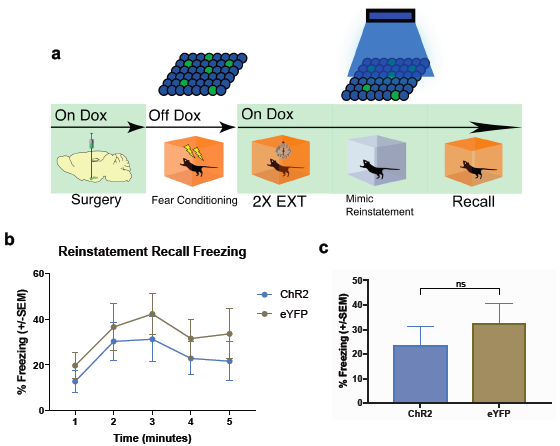 a
On Dox
Off Dox
On Dox
Surgery
Fear Conditioning
2X EXT
Mimic
Reinstatement
Recall
b
Reinstatement Recall Freezing
% Freezing (+/-SEM)
60
40
20
0
1 2 3 4 5
Time (minutes)
ChR2
eYFP
c
% Freezing (+/-SEM)
50
40
30
20
10
0
ns
ChR2 eYFP